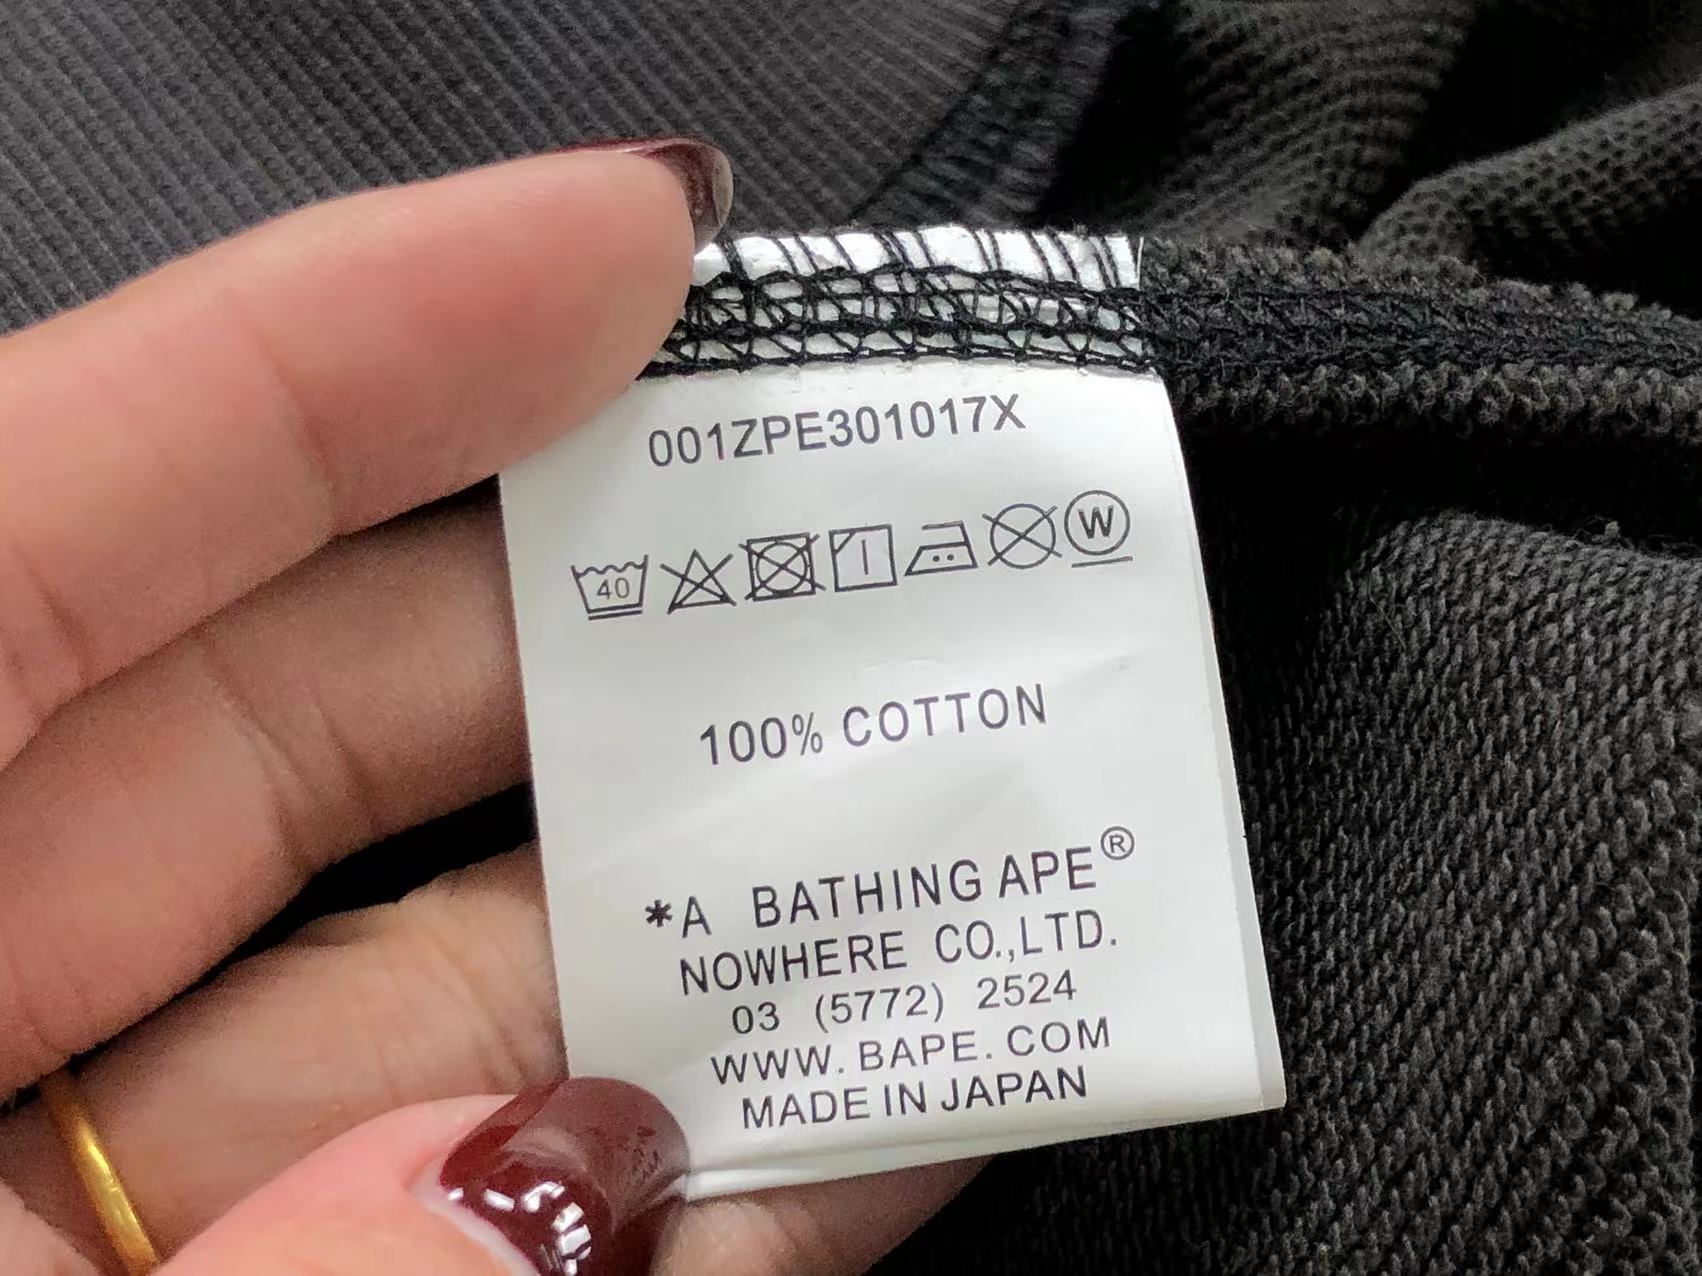 001ZPE301017X
40 W
100% COTTON
*A BATHING APE®
NOWHERE CO.,LTD.
03 (5772) 2524
WWW. BAPE. COM
MADE IN JAPAN